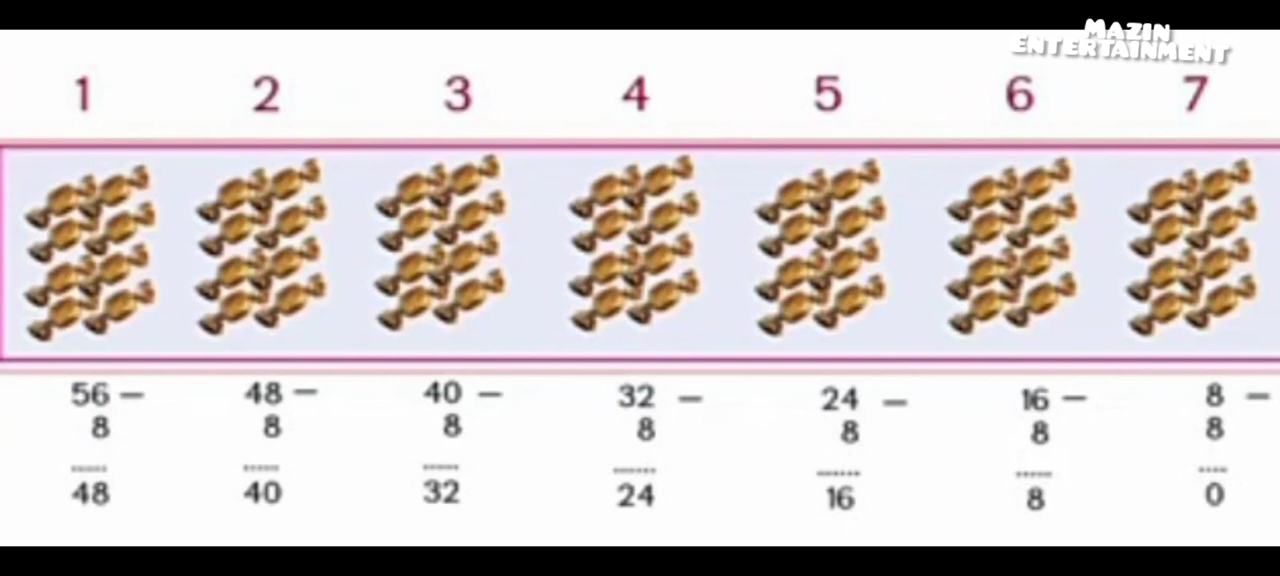 MAZIN
ENTERTAINMENT
1 2 3 4 5 6 7
56 — 48 — 40 — 32 — 24 — 16 — 8 —
8 8 8 8 8 8 8
...... ...... ...... ....... ....... ...... ....
48 40 32 24 16 8 0